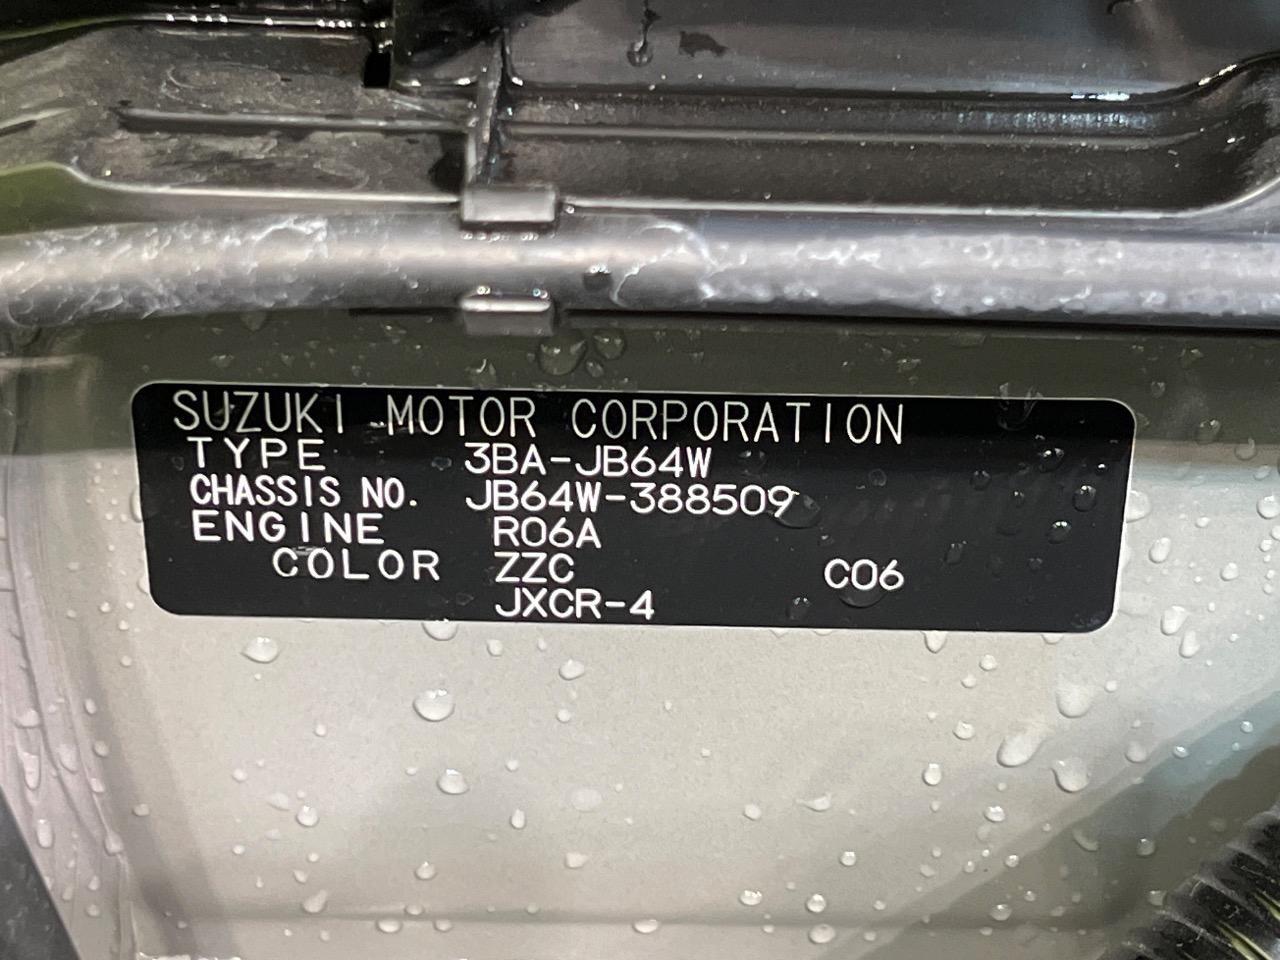 SUZUKI MOTOR CORPORATION
TYPE 3BA-JB64W
CHASSIS NO. JB64W-388509
ENGINE R06A
COLOR ZZC C06
JXCR-4